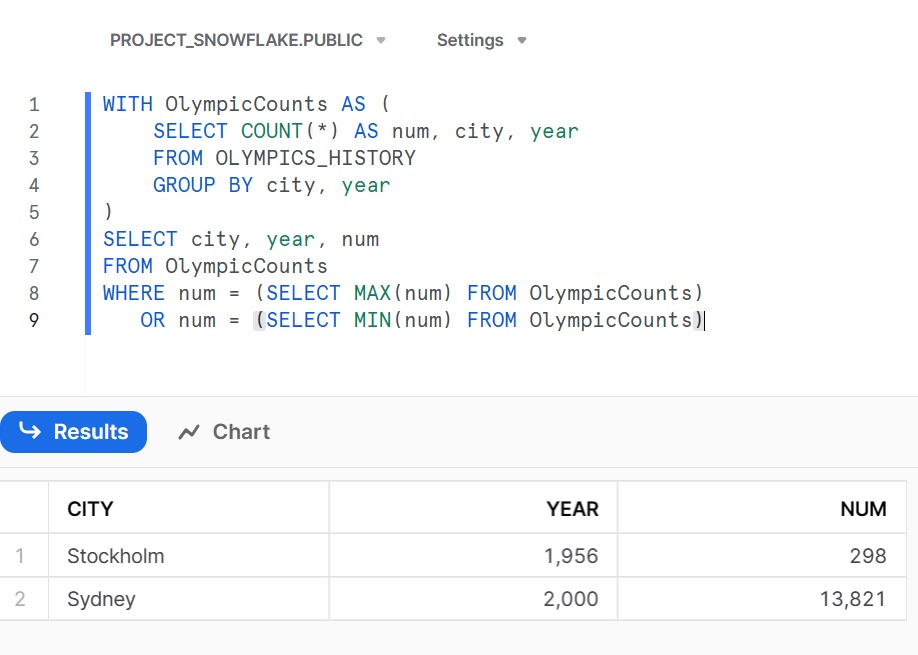 PROJECT_SNOWFLAKE.PUBLIC Settings
1 WITH OlympicCounts AS (
2 SELECT COUNT(*) AS num, city, year
3 FROM OLYMPICS_HISTORY
4 GROUP BY city, year
5 )
6 SELECT city, year, num
7 FROM OlympicCounts
8 WHERE num = (SELECT MAX(num) FROM OlympicCounts)
9 OR num = (SELECT MIN(num) FROM OlympicCounts)
Results Chart
CITY YEAR NUM
1 Stockholm 1,956 298
2 Sydney 2,000 13,821